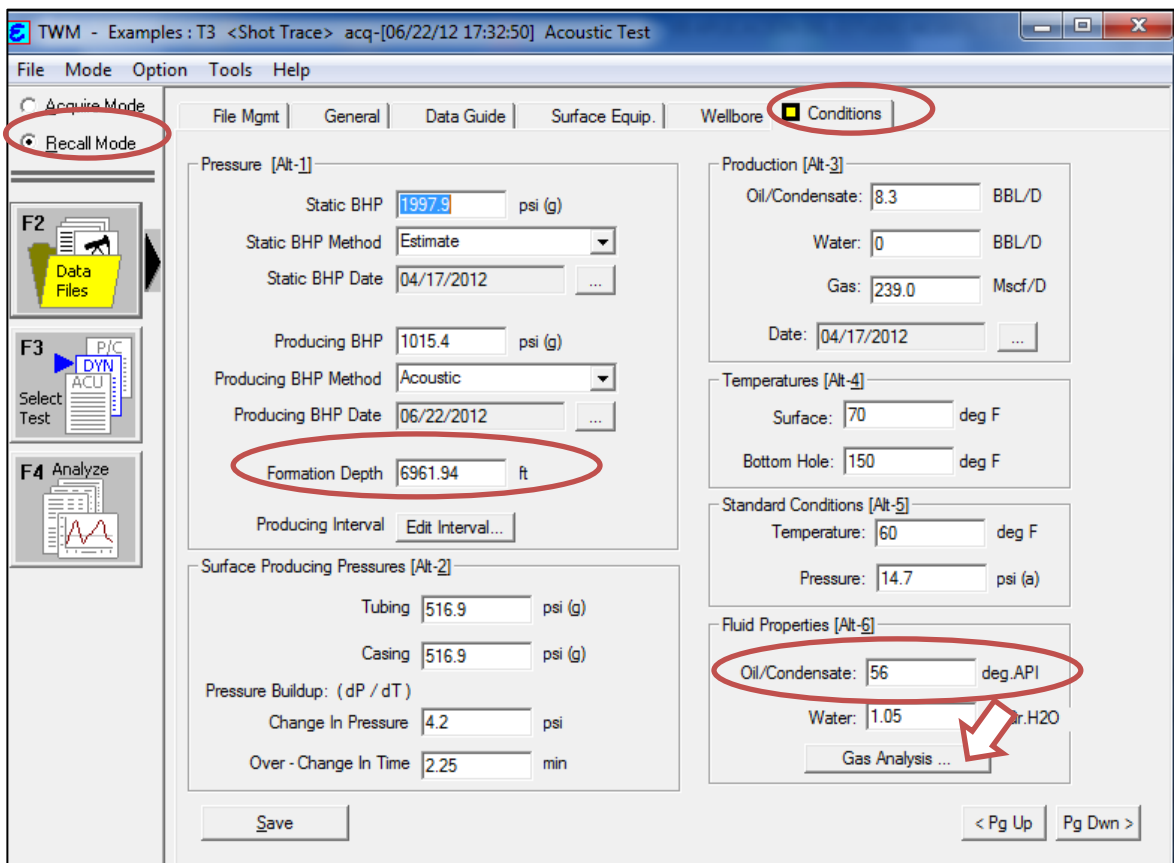 TWM - Examples : T3 <Shot Trace> acq-[06/22/12 17:32:50] Acoustic Test
File Mode Option Tools Help
Acquire Mode
Recall Mode
F2
Data
Files
F3
P/C
DYN
ACU
Select
Test
F4 Analyze
File Mgmt General Data Guide Surface Equip. Wellbore Conditions
Pressure [Alt-1]
Static BHP 1997.9 psi (g)
Static BHP Method Estimate
Static BHP Date 04/17/2012 ...
Producing BHP 1015.4 psi (g)
Producing BHP Method Acoustic
Producing BHP Date 06/22/2012 ...
Formation Depth 6961.94 ft
Producing Interval Edit Interval...
Surface Producing Pressures [Alt-2]
Tubing 516.9 psi (g)
Casing 516.9 psi (g)
Pressure Buildup: ( dP / dT )
Change In Pressure 4.2 psi
Over - Change In Time 2.25 min
Save
Production [Alt-3]
Oil/Condensate: 8.3 BBL/D
Water: 0 BBL/D
Gas: 239.0 Mscf/D
Date: 04/17/2012 ...
Temperatures [Alt-4]
Surface: 70 deg F
Bottom Hole: 150 deg F
Standard Conditions [Alt-5]
Temperature: 60 deg F
Pressure: 14.7 psi (a)
Fluid Properties [Alt-6]
Oil/Condensate: 56 deg.API
Water: 1.05
Gas Analysis ...
< Pg Up Pg Dwn >